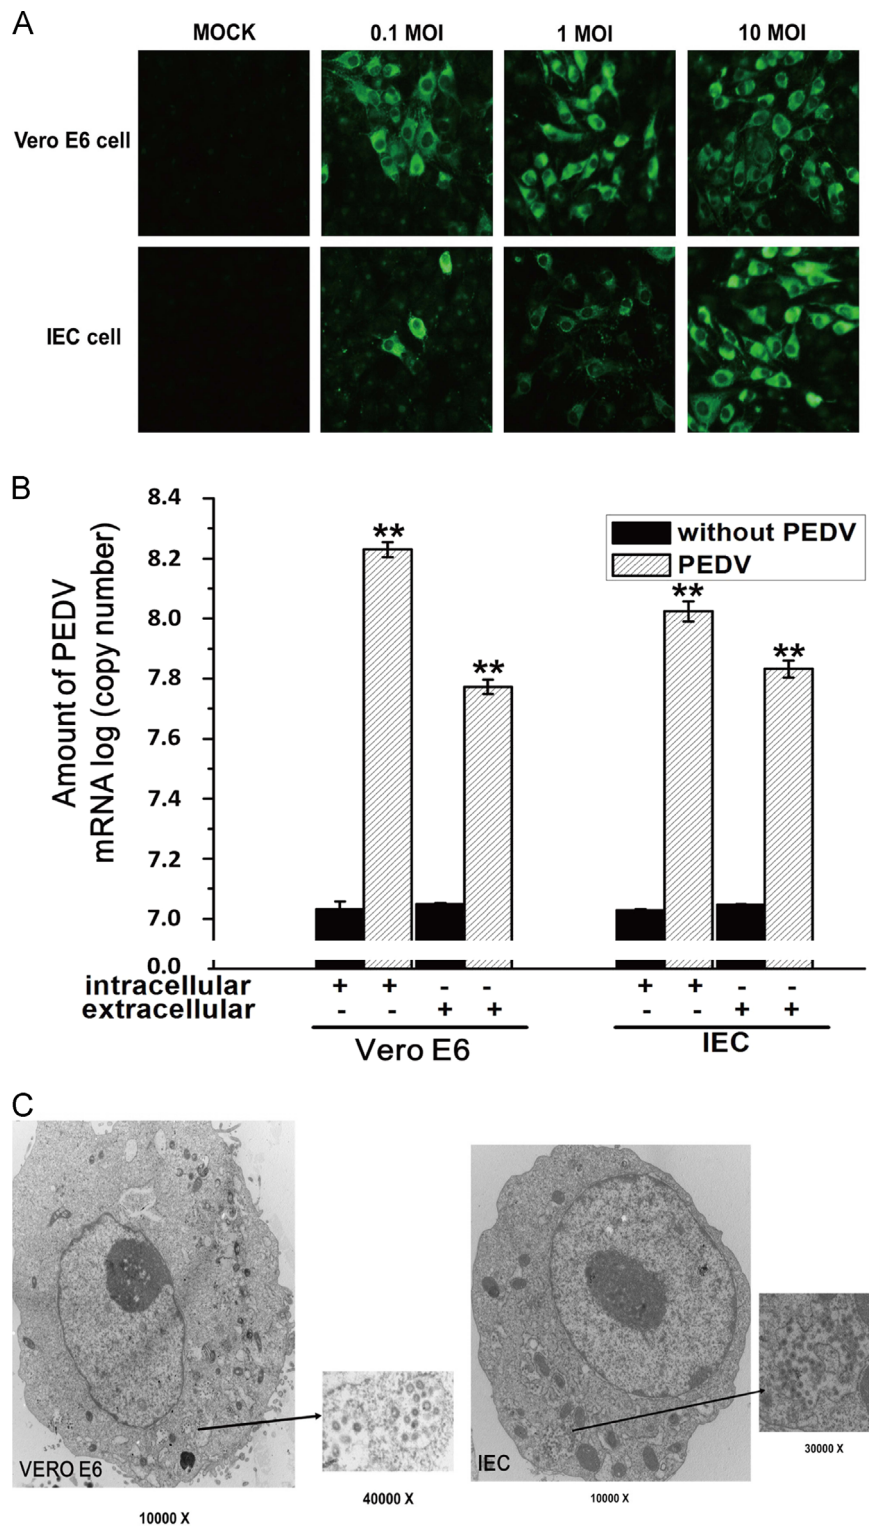 A
MOCK 0.1 MOI 1 MOI 10 MOI
Vero E6 cell
IEC cell
B
Amount of PEDV
mRNA log (copy number)
8.4
8.2
8.0
7.8
7.6
7.4
7.2
7.0
0.0
** ** ** **
without PEDV
PEDV
intracellular + + - - + + - -
extracellular - - + + - - + +
Vero E6 IEC
C
VERO E6
10000 X
40000 X
IEC
10000 X
30000 X